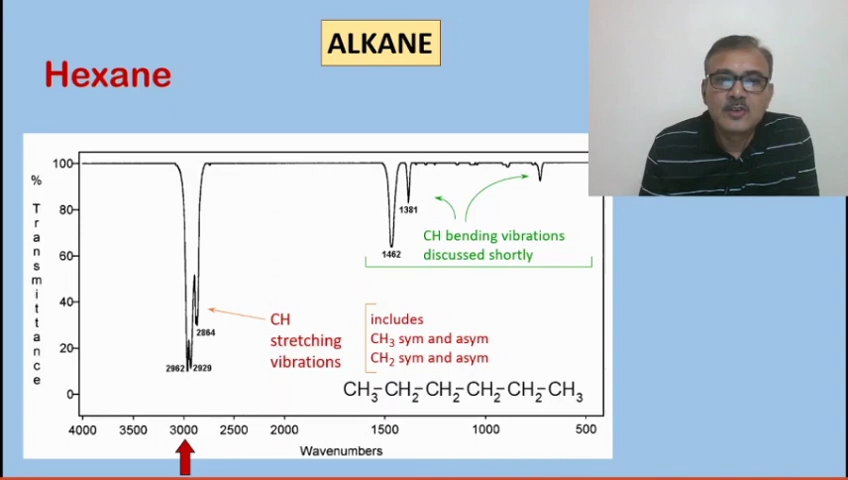 ALKANE
Hexane
% Transmittance
100
80
60
40
20
0
1381
1462
CH bending vibrations
discussed shortly
2864
2962
2929
CH
stretching
vibrations
includes
CH3 sym and asym
CH2 sym and asym
CH3-CH2-CH2-CH2-CH2-CH3
4000 3500 3000 2500 2000 1500 1000 500
Wavenumbers